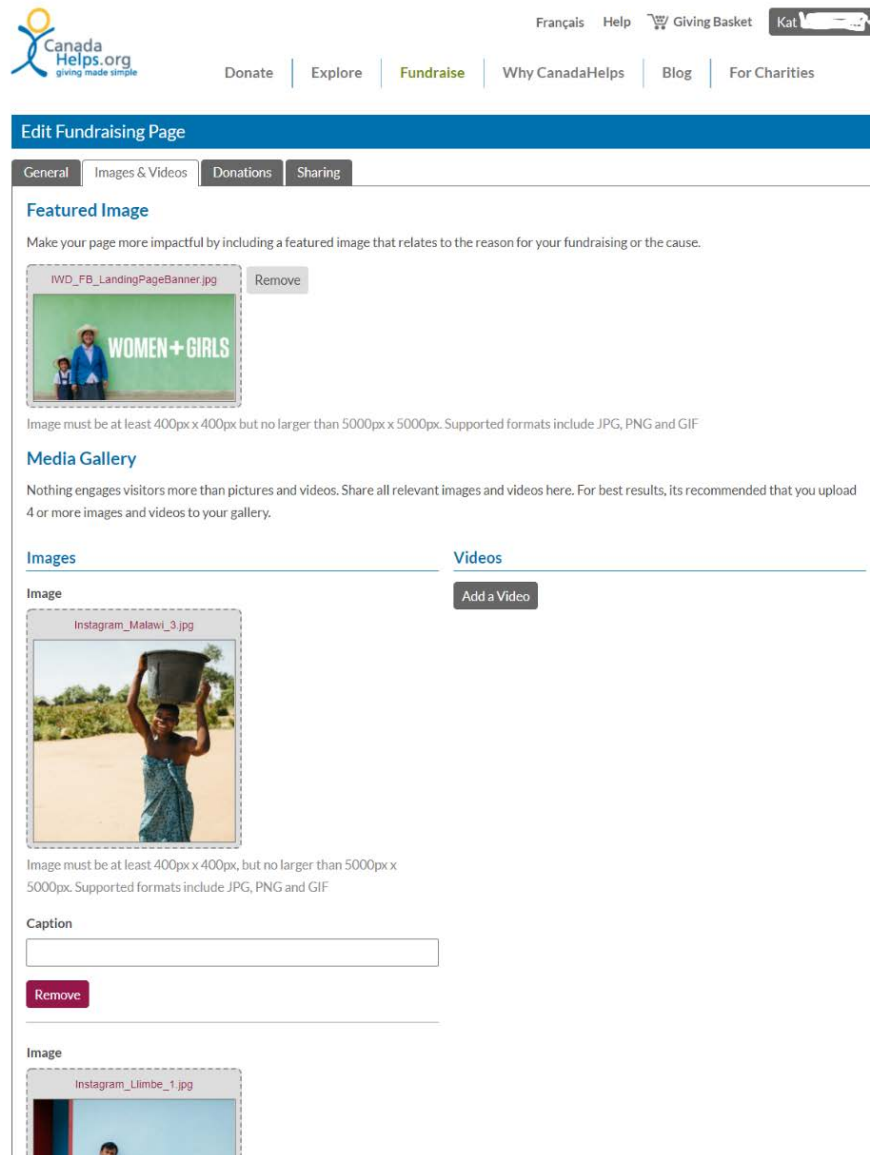 Français Help Giving Basket Kat
Canada
Helps.org
giving made simple
Donate Explore Fundraise Why CanadaHelps Blog For Charities
Edit Fundraising Page
General Images & Videos Donations Sharing
Featured Image
Make your page more impactful by including a featured image that relates to the reason for your fundraising or the cause.
IWD_FB_LandingPageBanner.jpg Remove
WOMEN + GIRLS
Image must be at least 400px x 400px but no larger than 5000px x 5000px. Supported formats include JPG, PNG and GIF
Media Gallery
Nothing engages visitors more than pictures and videos. Share all relevant images and videos here. For best results, its recommended that you upload
4 or more images and videos to your gallery.
Images Videos
Image Add a Video
Instagram_Malawi_3.jpg
Image must be at least 400px x 400px, but no larger than 5000px x
5000px. Supported formats include JPG, PNG and GIF
Caption
Remove
Image
Instagram_Llimbe_1.jpg